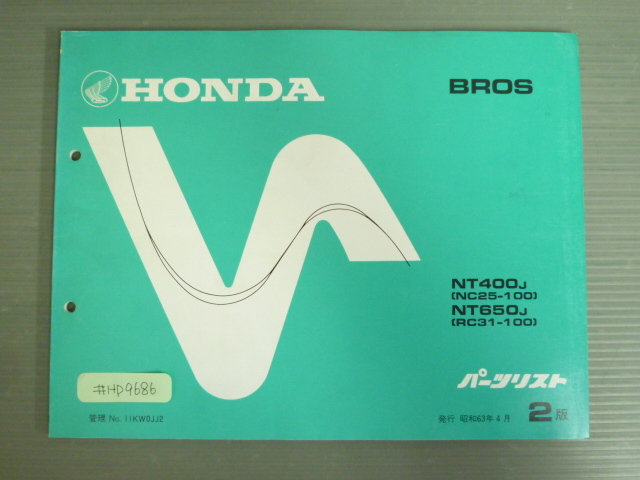 HONDA
BROS
NT400J
(NC25-100)
NT650J
(RC31-100)
パーツリスト
#HD9686
管理 No. 11KW0JJ2
発行 昭和63年4月 2版